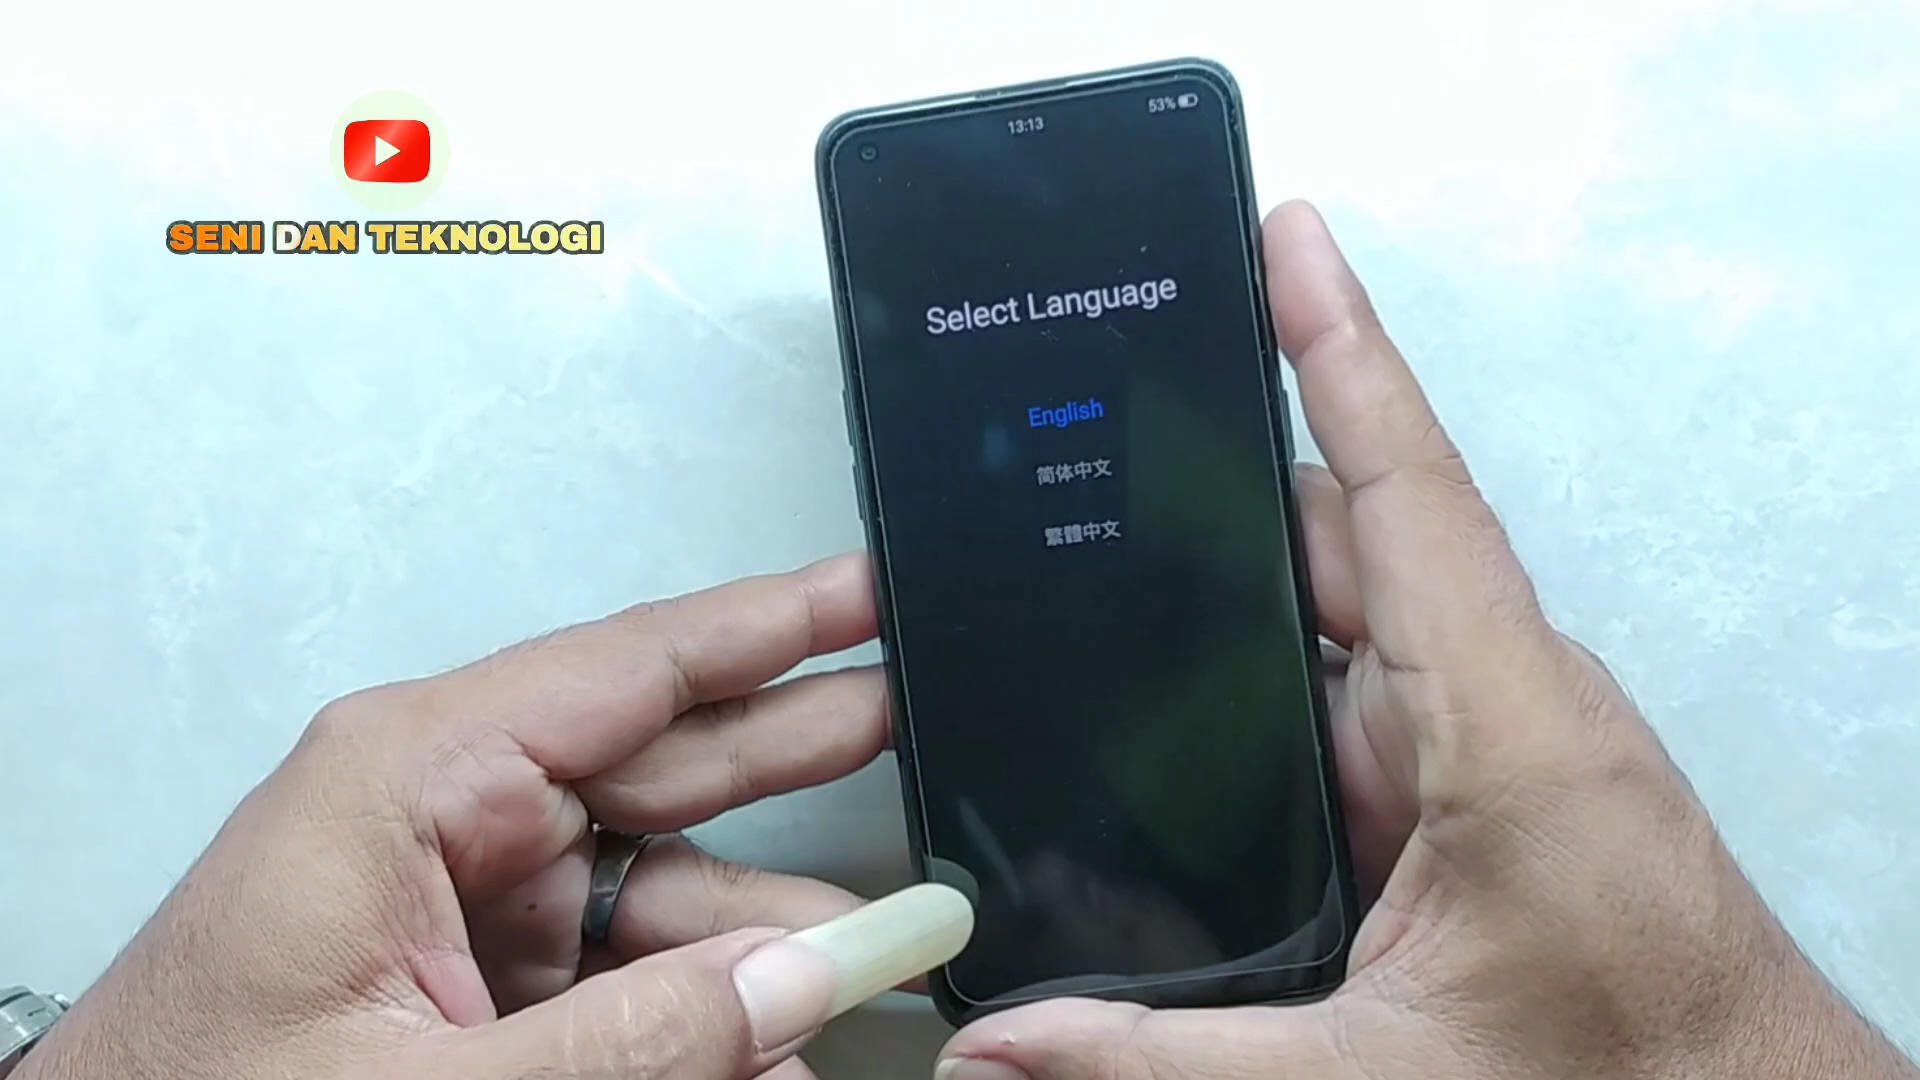 SENI DAN TEKNOLOGI
53%
13:13
Select Language
English
简体中文
繁體中文